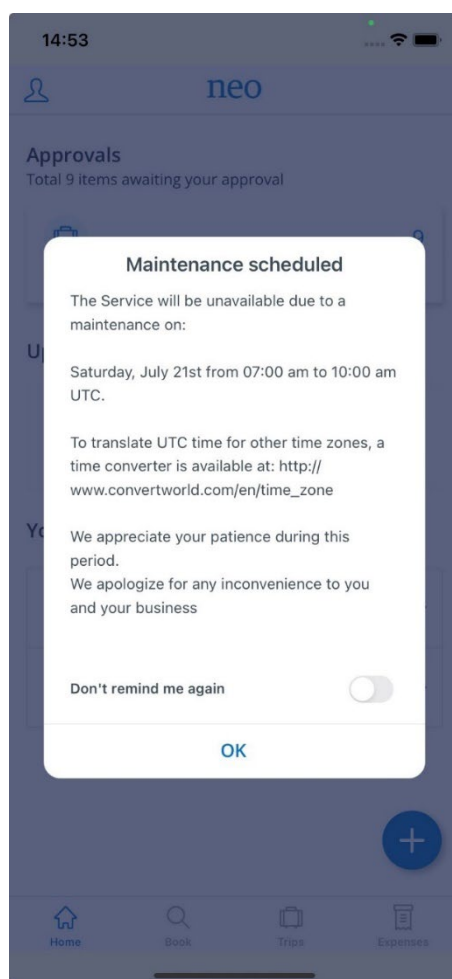 14:53
neo
Approvals
Total 9 items awaiting your approval
9
Maintenance scheduled
The Service will be unavailable due to a
maintenance on:
Saturday, July 21st from 07:00 am to 10:00 am
UTC.
To translate UTC time for other time zones, a
time converter is available at: http://
www.convertworld.com/en/time_zone
We appreciate your patience during this
period.
We apologize for any inconvenience to you
and your business
Don't remind me again
OK
Home Book Trips Expenses